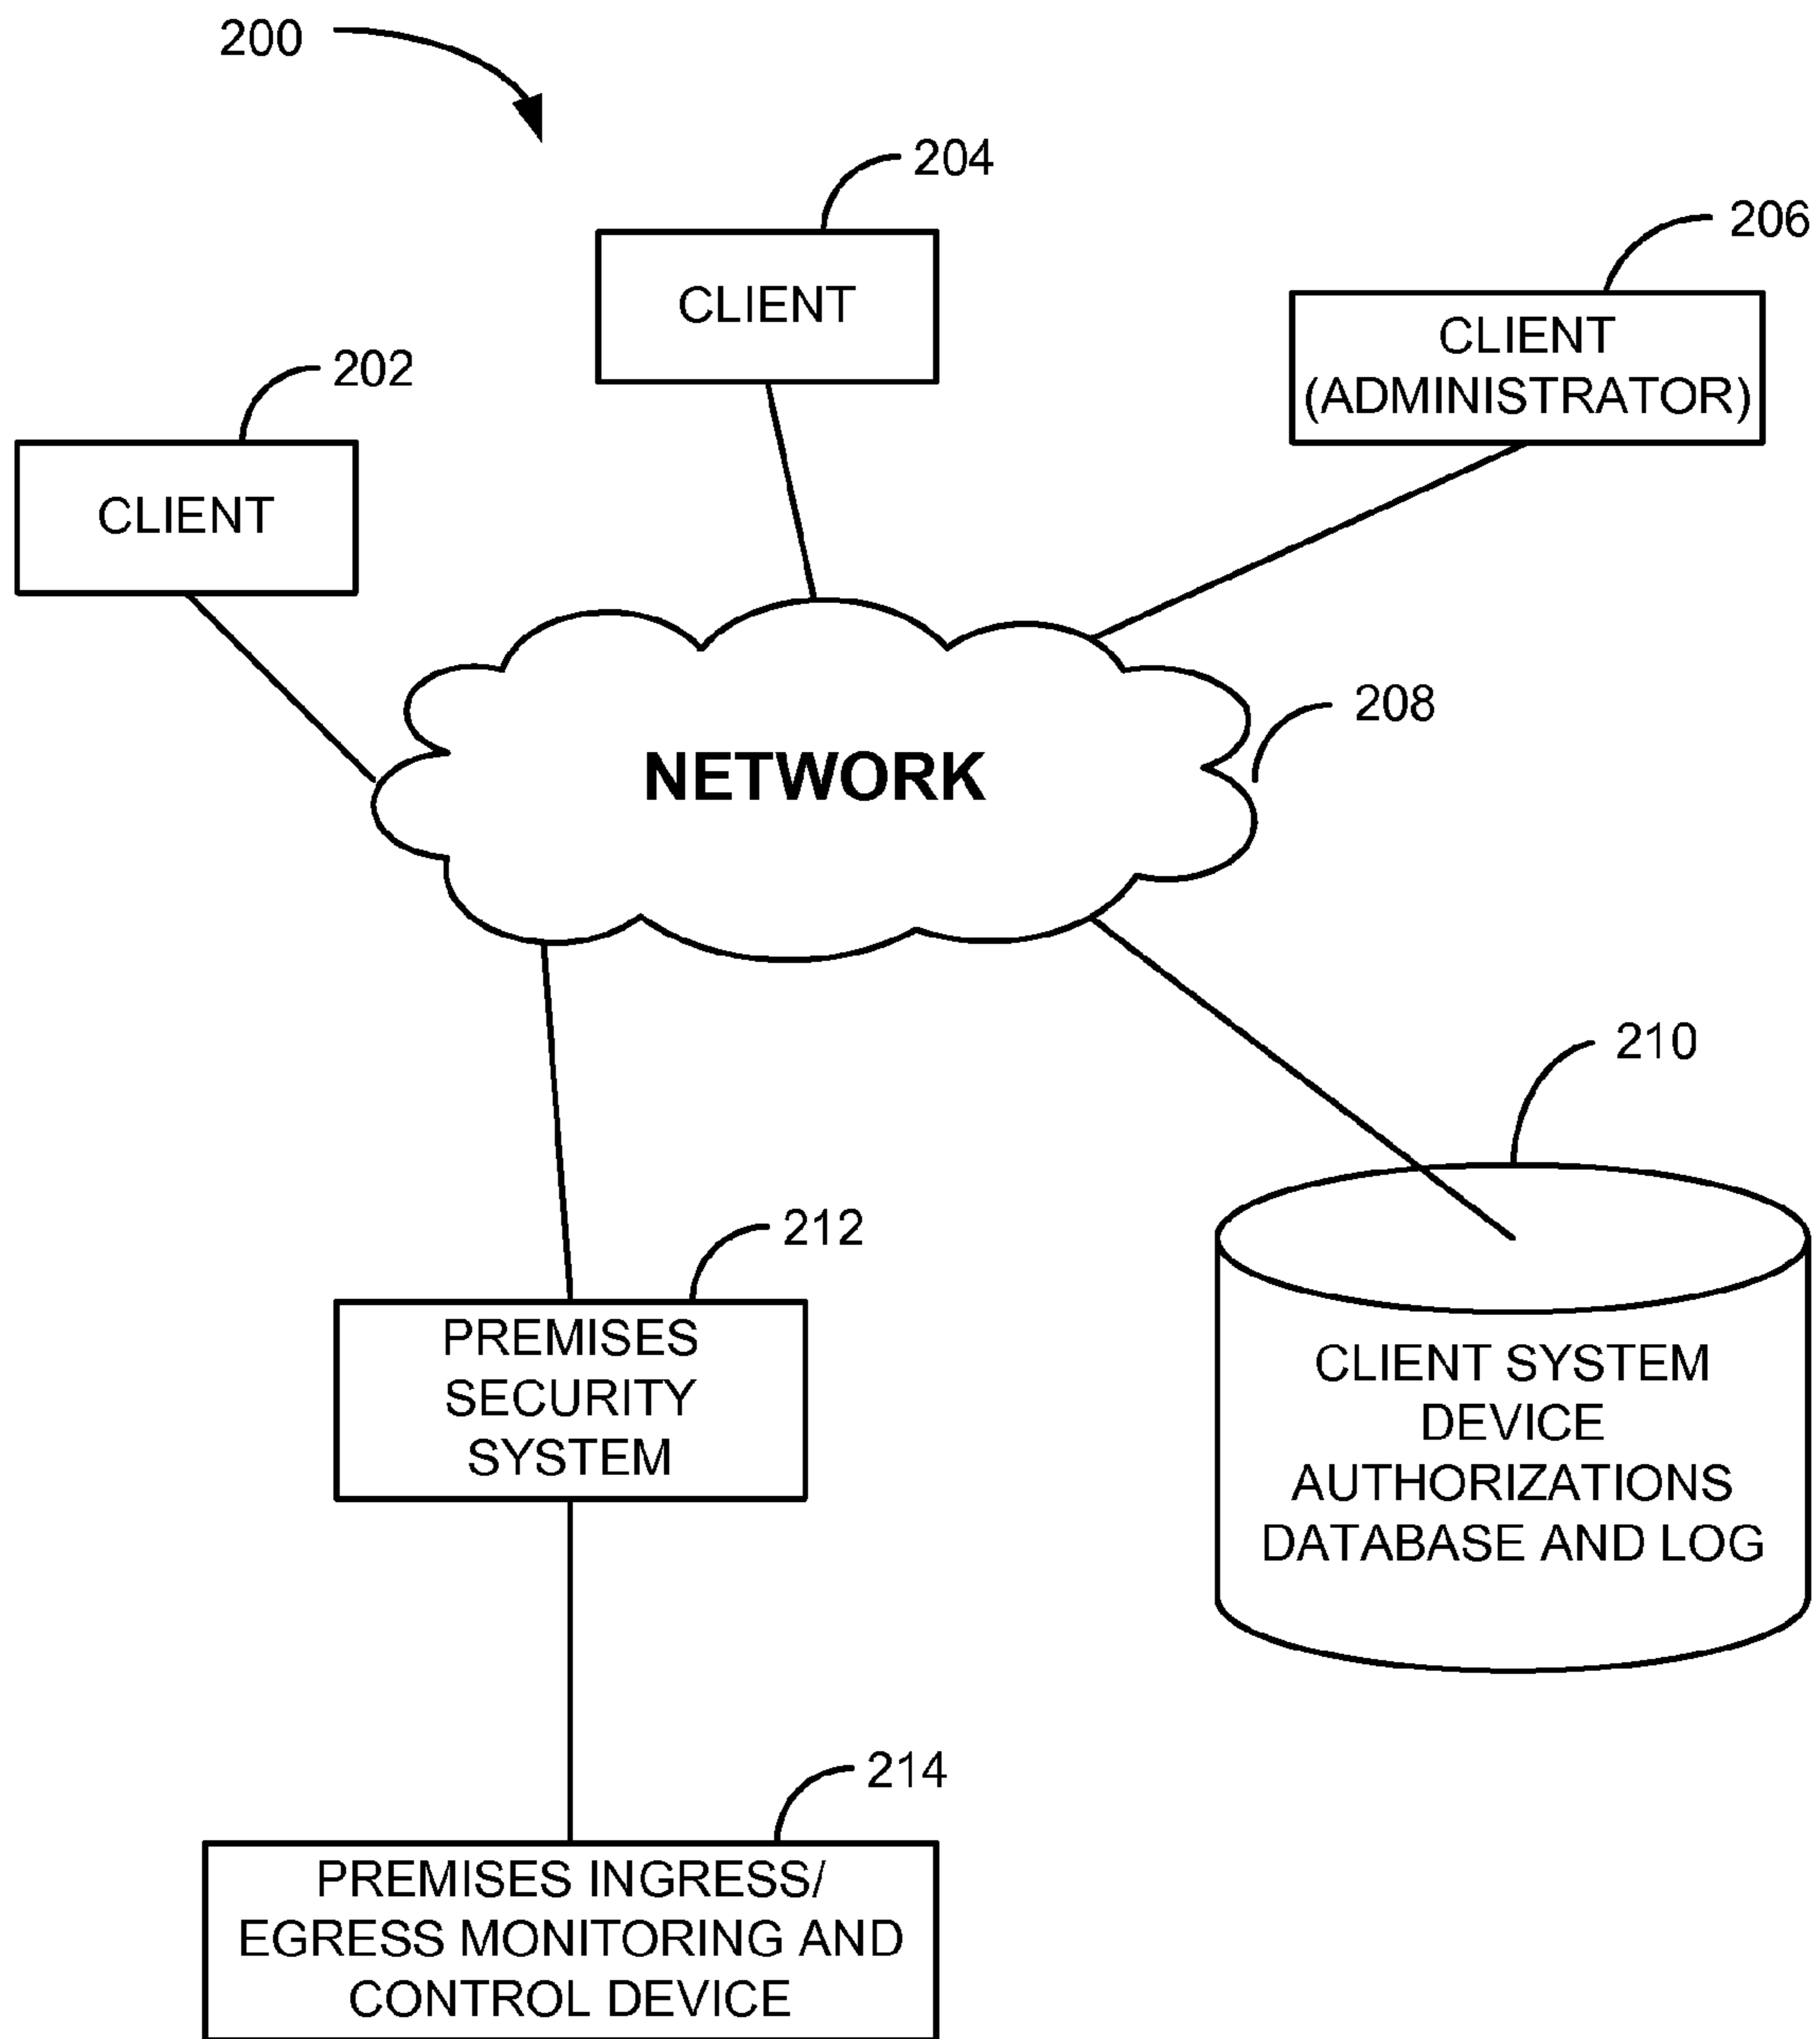 200
204
CLIENT
206
CLIENT
(ADMINISTRATOR)
202
CLIENT
208
NETWORK
210
212
PREMISES
SECURITY
SYSTEM
CLIENT SYSTEM
DEVICE
AUTHORIZATIONS
DATABASE AND LOG
214
PREMISES INGRESS/
EGRESS MONITORING AND
CONTROL DEVICE